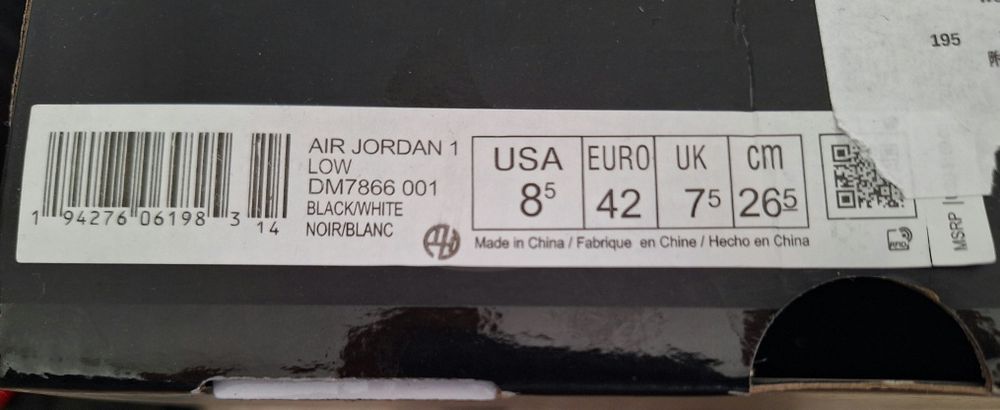 195
AIR JORDAN 1
LOW
DM7866 001
BLACK/WHITE
NOIR/BLANC
1 94276 06198 3 14
USA EURO UK cm
8⁵ 42 7⁵ 26⁵
Made in China / Fabrique en Chine / Hecho en China
MSRP